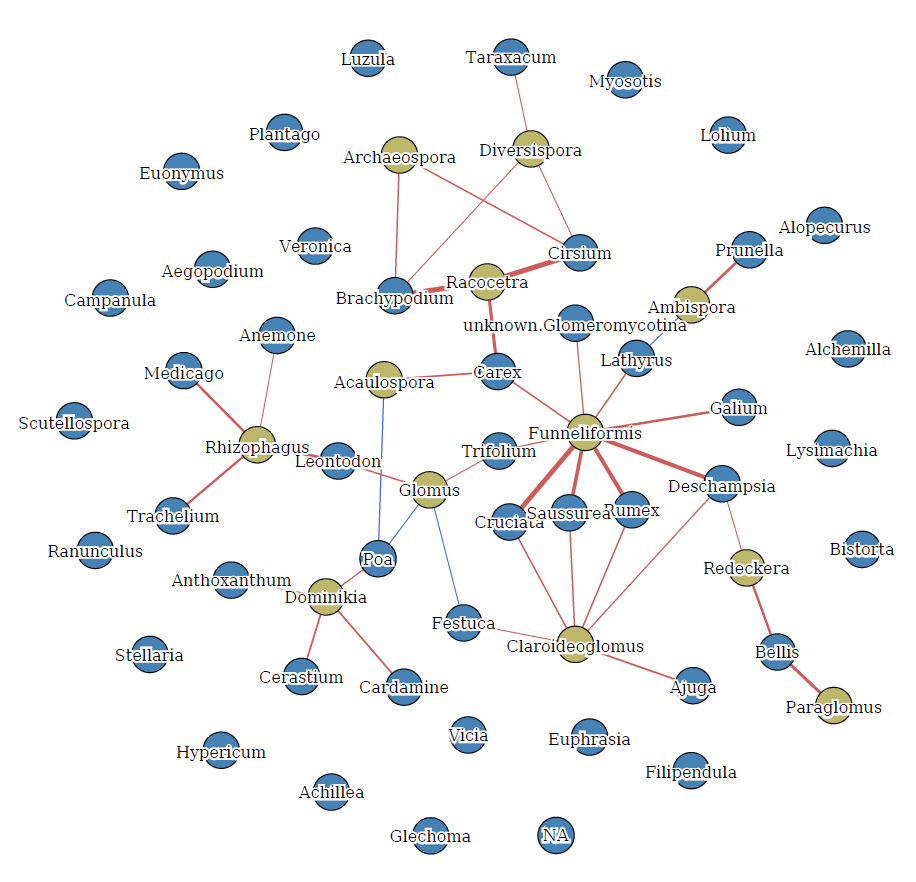 Luzula
Taraxacum
Myosotis
Plantago
Lolium
Archaeospora
Diversispora
Euonymus
Alopecurus
Veronica
Prunella
Cirsium
Aegopodium
Racocetra
Campanula
Brachypodium
Ambispora
unknown.Glomeromycotina
Anemone
Alchemilla
Lathyrus
Medicago
Acaulospora
Carex
Galium
Scutellospora
Funneliformis
Rhizophagus
Trifolium
Lysimachia
Leontodon
Glomus
Deschampsia
Trachelium
Cruciata
Saussurea
Rumex
Ranunculus
Bistorta
Poa
Redeckera
Anthoxanthum
Dominikia
Festuca
Claroideoglomus
Bellis
Stellaria
Cerastium
Cardamine
Ajuga
Paraglomus
Vicia
Euphrasia
Hypericum
Filipendula
Achillea
Glechoma
NA